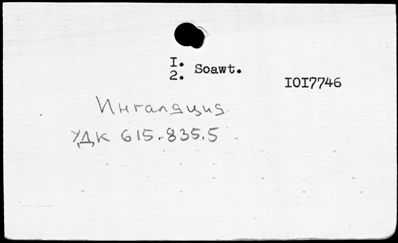 I.
2. Soawt.
IOI7746
Ингаляция
УДК 615.835.5